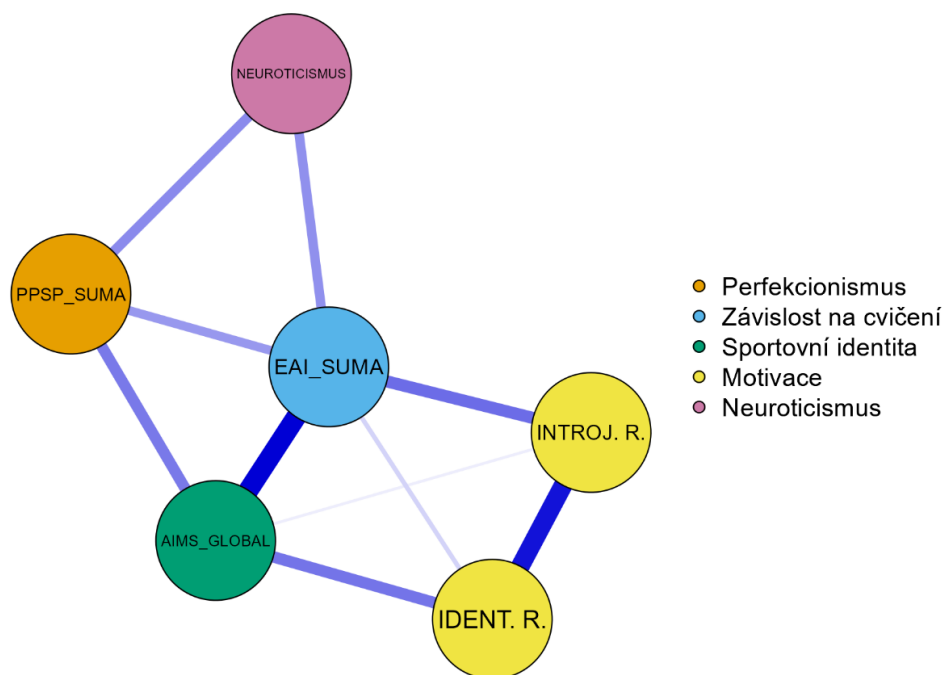 NEUROTICISMUS
PPSP_SUMA
EAI_SUMA
INTROJ. R.
AIMS_GLOBAL
IDENT. R.
Perfekcionismus
Závislost na cvičení
Sportovní identita
Motivace
Neuroticismus